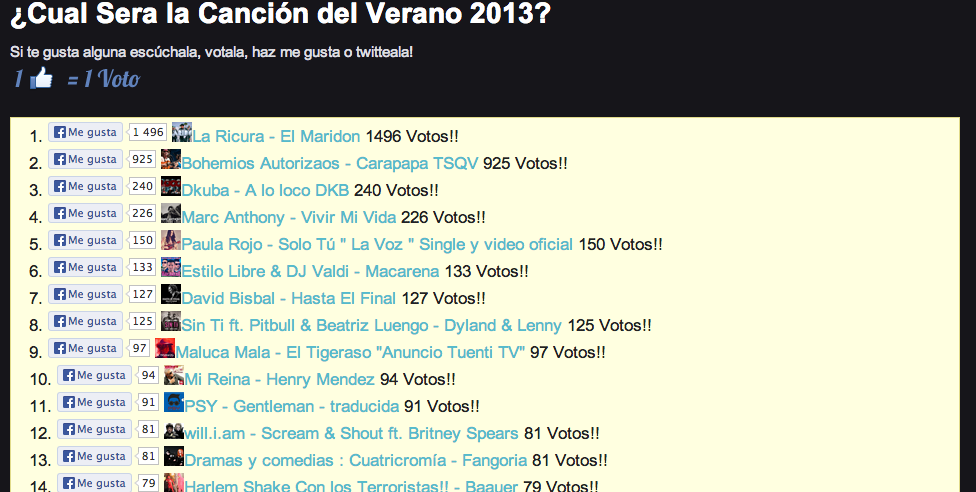 ¿Cual Sera la Canción del Verano 2013?
Si te gusta alguna escúchala, votala, haz me gusta o twitteala!
1 = 1 Voto
1. Me gusta 1 496 La Ricura - El Maridon 1496 Votos!!
2. Me gusta 925 Bohemios Autorizaos - Carapapa TSQV 925 Votos!!
3. Me gusta 240 Dkuba - A lo loco DKB 240 Votos!!
4. Me gusta 226 Marc Anthony - Vivir Mi Vida 226 Votos!!
5. Me gusta 150 Paula Rojo - Solo Tú " La Voz " Single y video oficial 150 Votos!!
6. Me gusta 133 Estilo Libre & DJ Valdi - Macarena 133 Votos!!
7. Me gusta 127 David Bisbal - Hasta El Final 127 Votos!!
8. Me gusta 125 Sin Ti ft. Pitbull & Beatriz Luengo - Dyland & Lenny 125 Votos!!
9. Me gusta 97 Maluca Mala - El Tigeraso "Anuncio Tuenti TV" 97 Votos!!
10. Me gusta 94 Mi Reina - Henry Mendez 94 Votos!!
11. Me gusta 91 PSY - Gentleman - traducida 91 Votos!!
12. Me gusta 81 will.i.am - Scream & Shout ft. Britney Spears 81 Votos!!
13. Me gusta 81 Dramas y comedias : Cuatricromía - Fangoria 81 Votos!!
14. Me gusta 79 Harlem Shake Con los Terroristas!! - Baauer 79 Votos!!